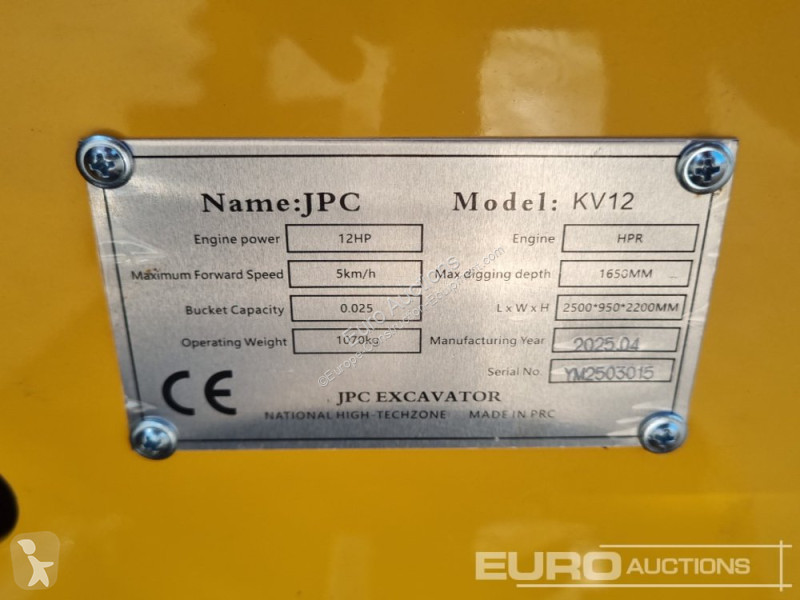 Name:JPC Model: KV12
Engine power 12HP Engine HPR
Maximum Forward Speed 5km/h Max digging depth 1650MM
Bucket Capacity 0.025 L x W x H 2500*950*2200MM
Operating Weight 1070kg Manufacturing Year 2025.04
Serial No. YM2503015
CE JPC EXCAVATOR
NATIONAL HIGH-TECHZONE MADE IN PRC
Euro Auctions
EURO AUCTIONS